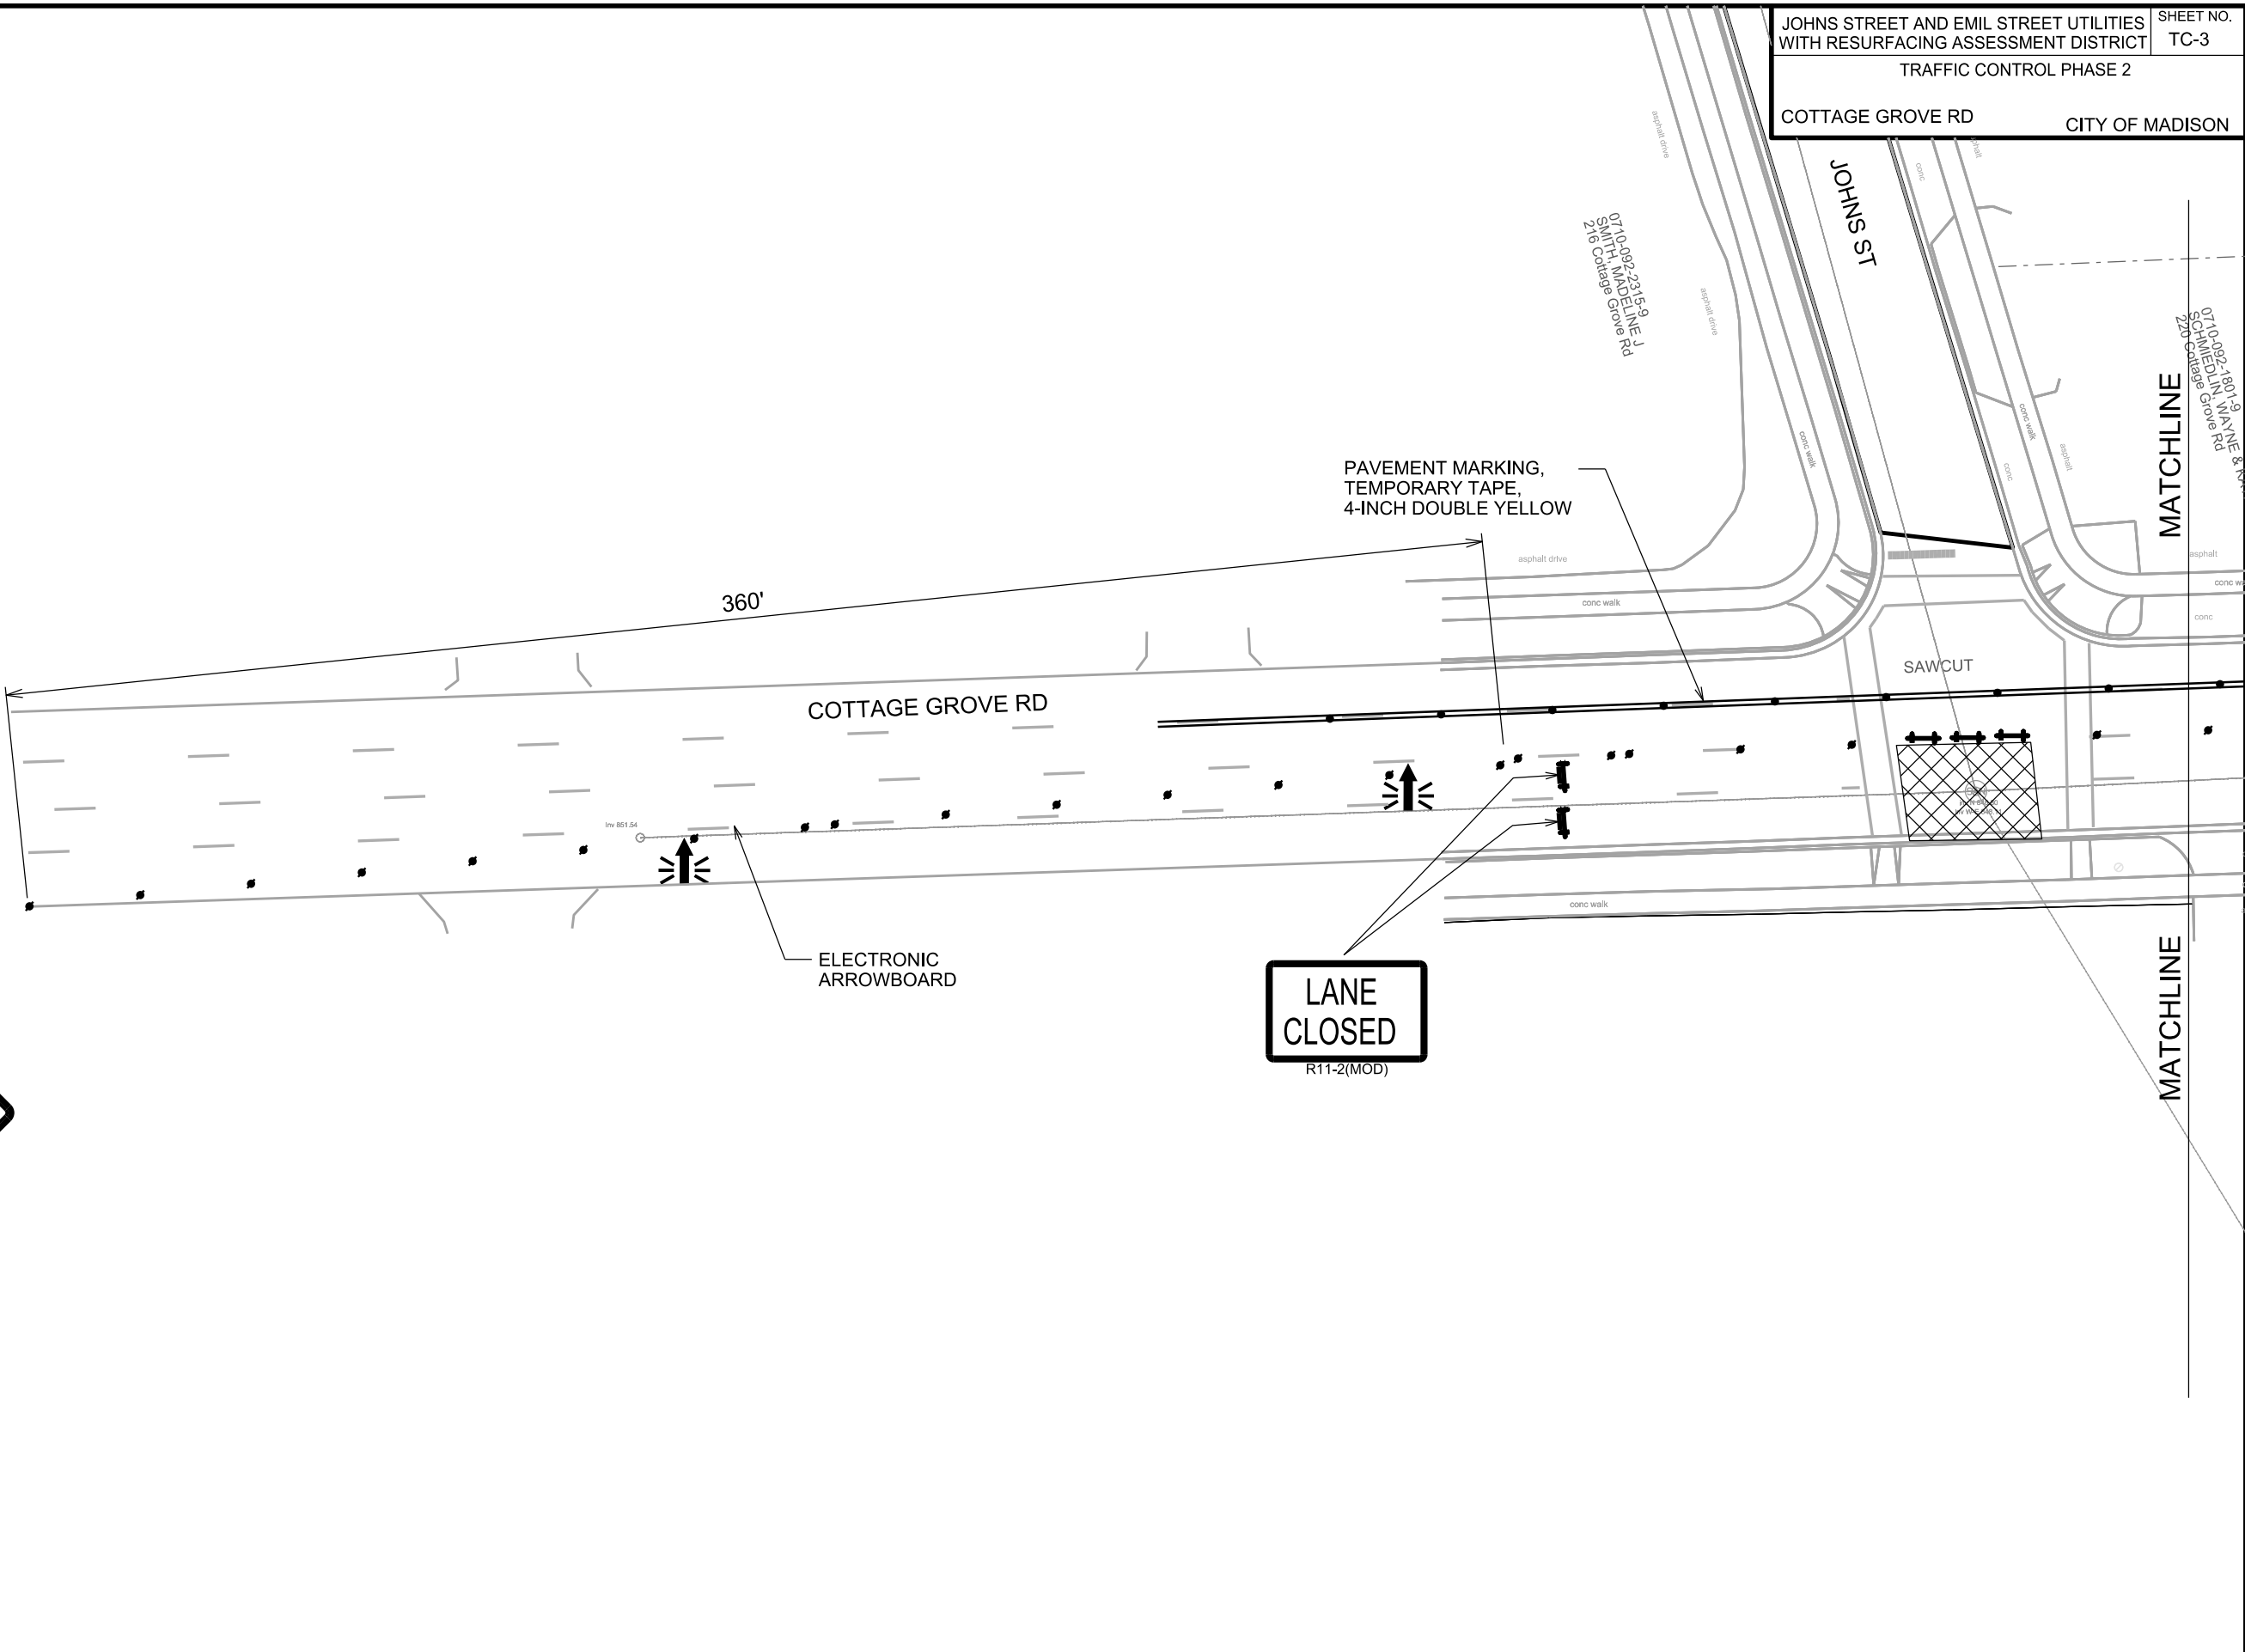 JOHNS STREET AND EMIL STREET UTILITIES
WITH RESURFACING ASSESSMENT DISTRICT
SHEET NO.
TC-3
TRAFFIC CONTROL PHASE 2
COTTAGE GROVE RD
CITY OF MADISON
asphalt drive
conc
JOHNS ST
0710-092-2315-9
SMITH, MADELINE J
216 Cottage Grove Rd
asphalt drive
0710-092-1801-9
SCHMIEDLIN, WAYNE &
220 Cottage Grove Rd
MATCHLINE
conc walk
conc walk
asphalt
conc
PAVEMENT MARKING,
TEMPORARY TAPE,
4-INCH DOUBLE YELLOW
asphalt drive
asphalt
conc
conc walk
360'
SAWCUT
COTTAGE GROVE RD
Inv 851.54
conc walk
ELECTRONIC
ARROWBOARD
LANE
CLOSED
R11-2(MOD)
MATCHLINE